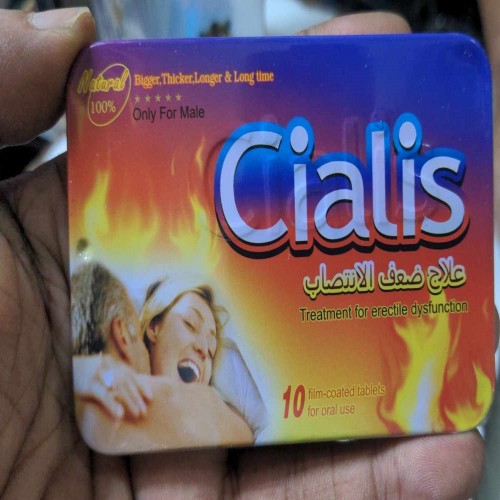 Natural
100%
Bigger,Thicker,Longer & Long time
★★★★★
Only For Male
Cialis
علاج ضعف الانتصاب
Treatment for erectile dysfunction
10 film-coated tablets
for oral use